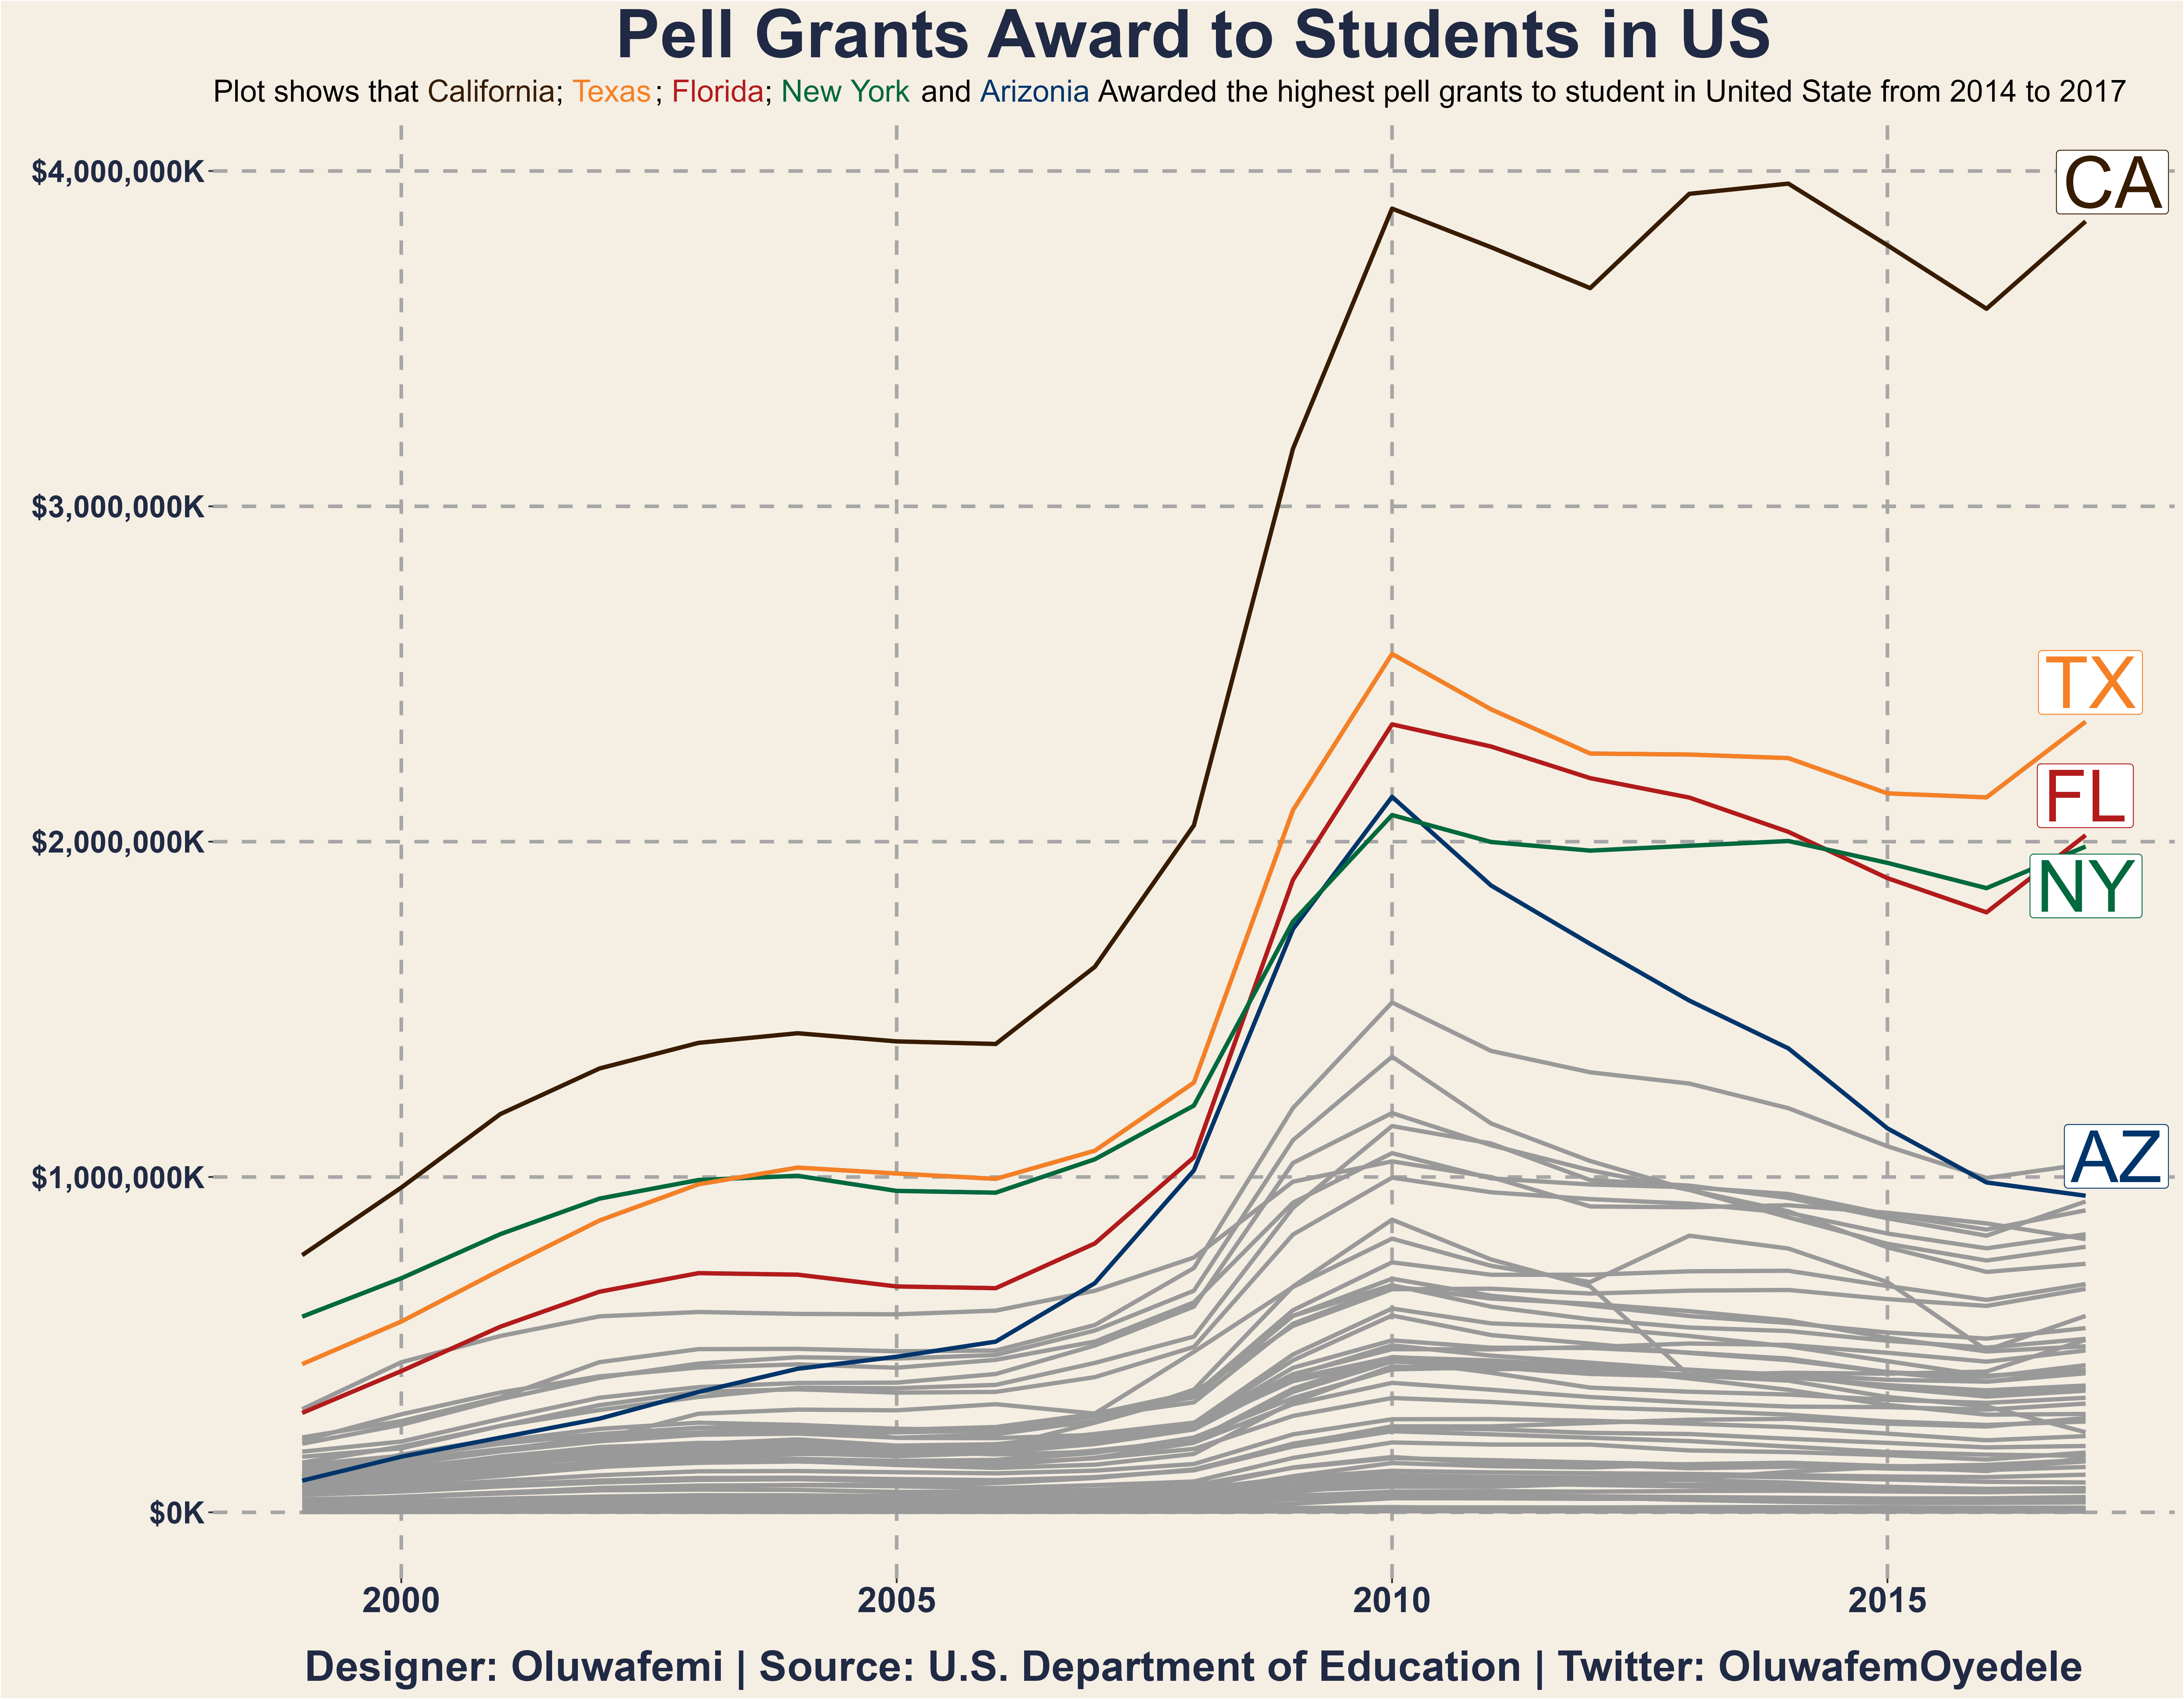 Pell Grants Award to Students in US
Plot shows that California; Texas; Florida; New York and Arizonia Awarded the highest pell grants to student in United State from 2014 to 2017
$4,000,000K
CA
$3,000,000K
TX
FL
$2,000,000K
NY
AZ
$1,000,000K
$0K
2000 2005 2010 2015
Designer: Oluwafemi | Source: U.S. Department of Education | Twitter: OluwafemOyedele